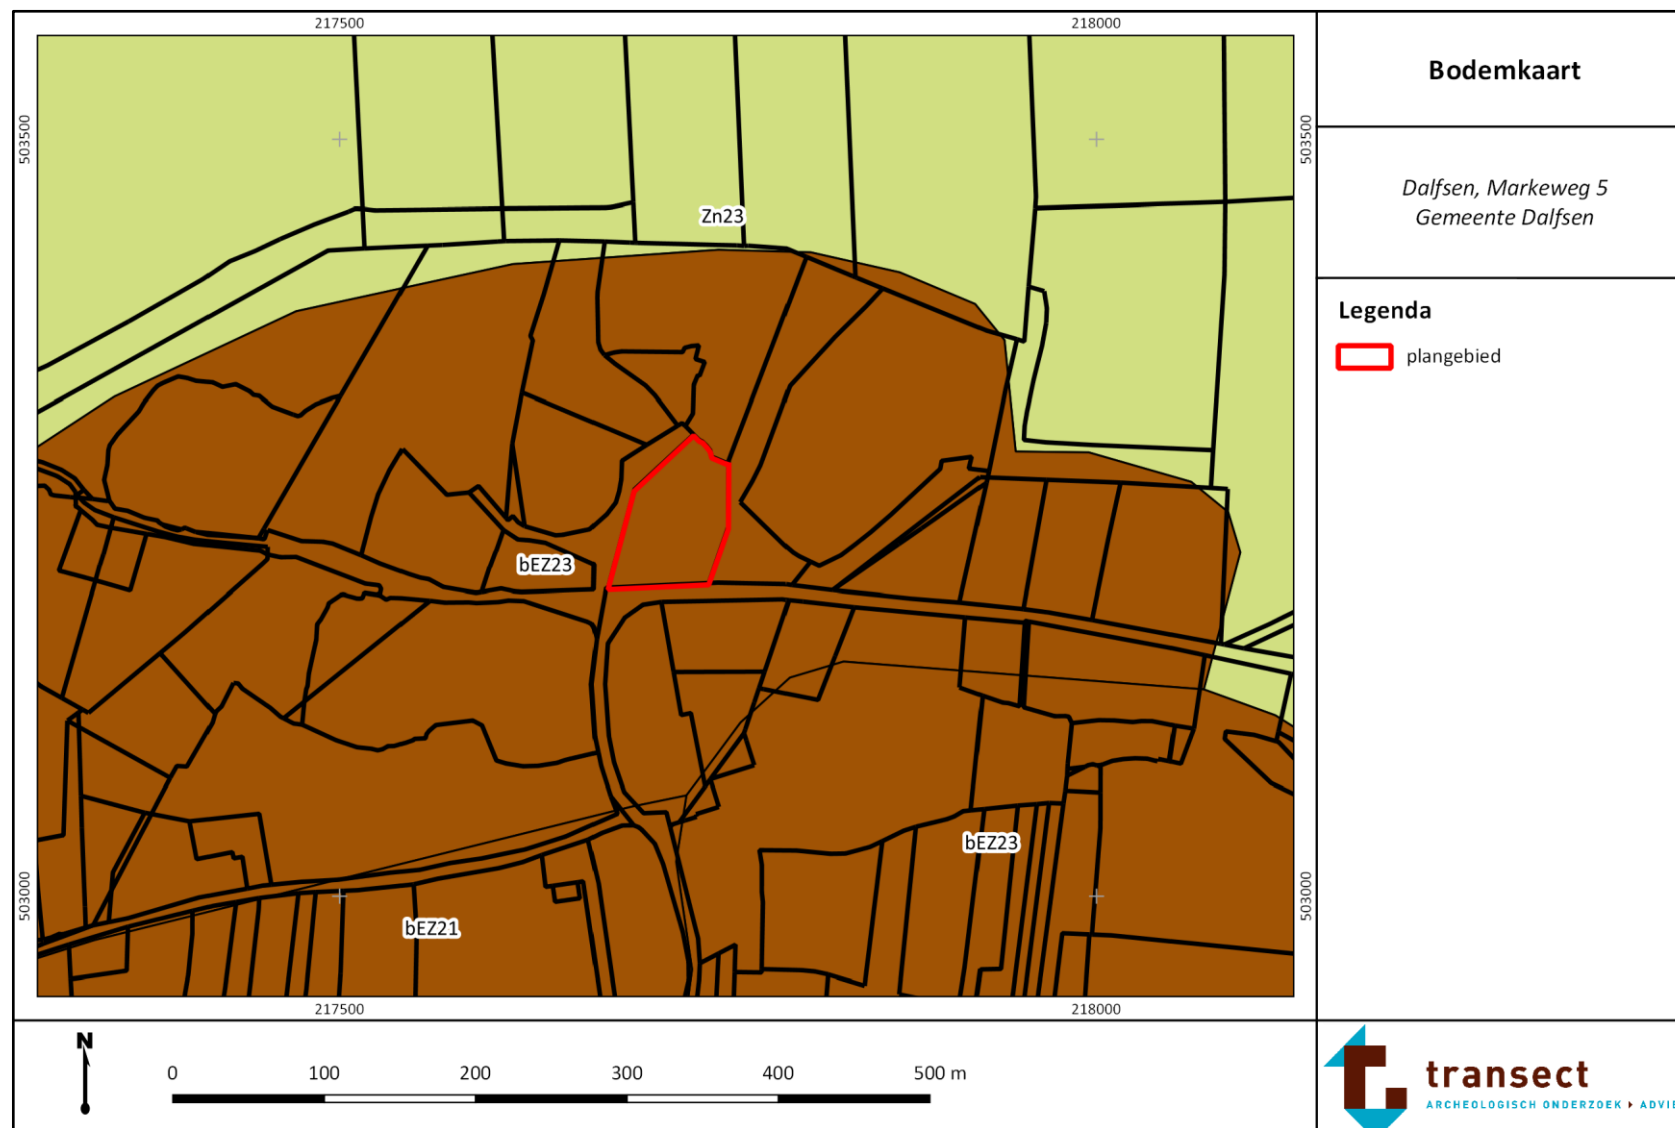 217500
218000
503500
503500
Zn23
bEZ23
bEZ23
bEZ21
503000
503000
217500
218000
Bodemkaart
Dalfsen, Markeweg 5
Gemeente Dalfsen
Legenda
plangebied
N
0 100 200 300 400 500 m
transect
ARCHEOLOGISCH ONDERZOEK ADVIE